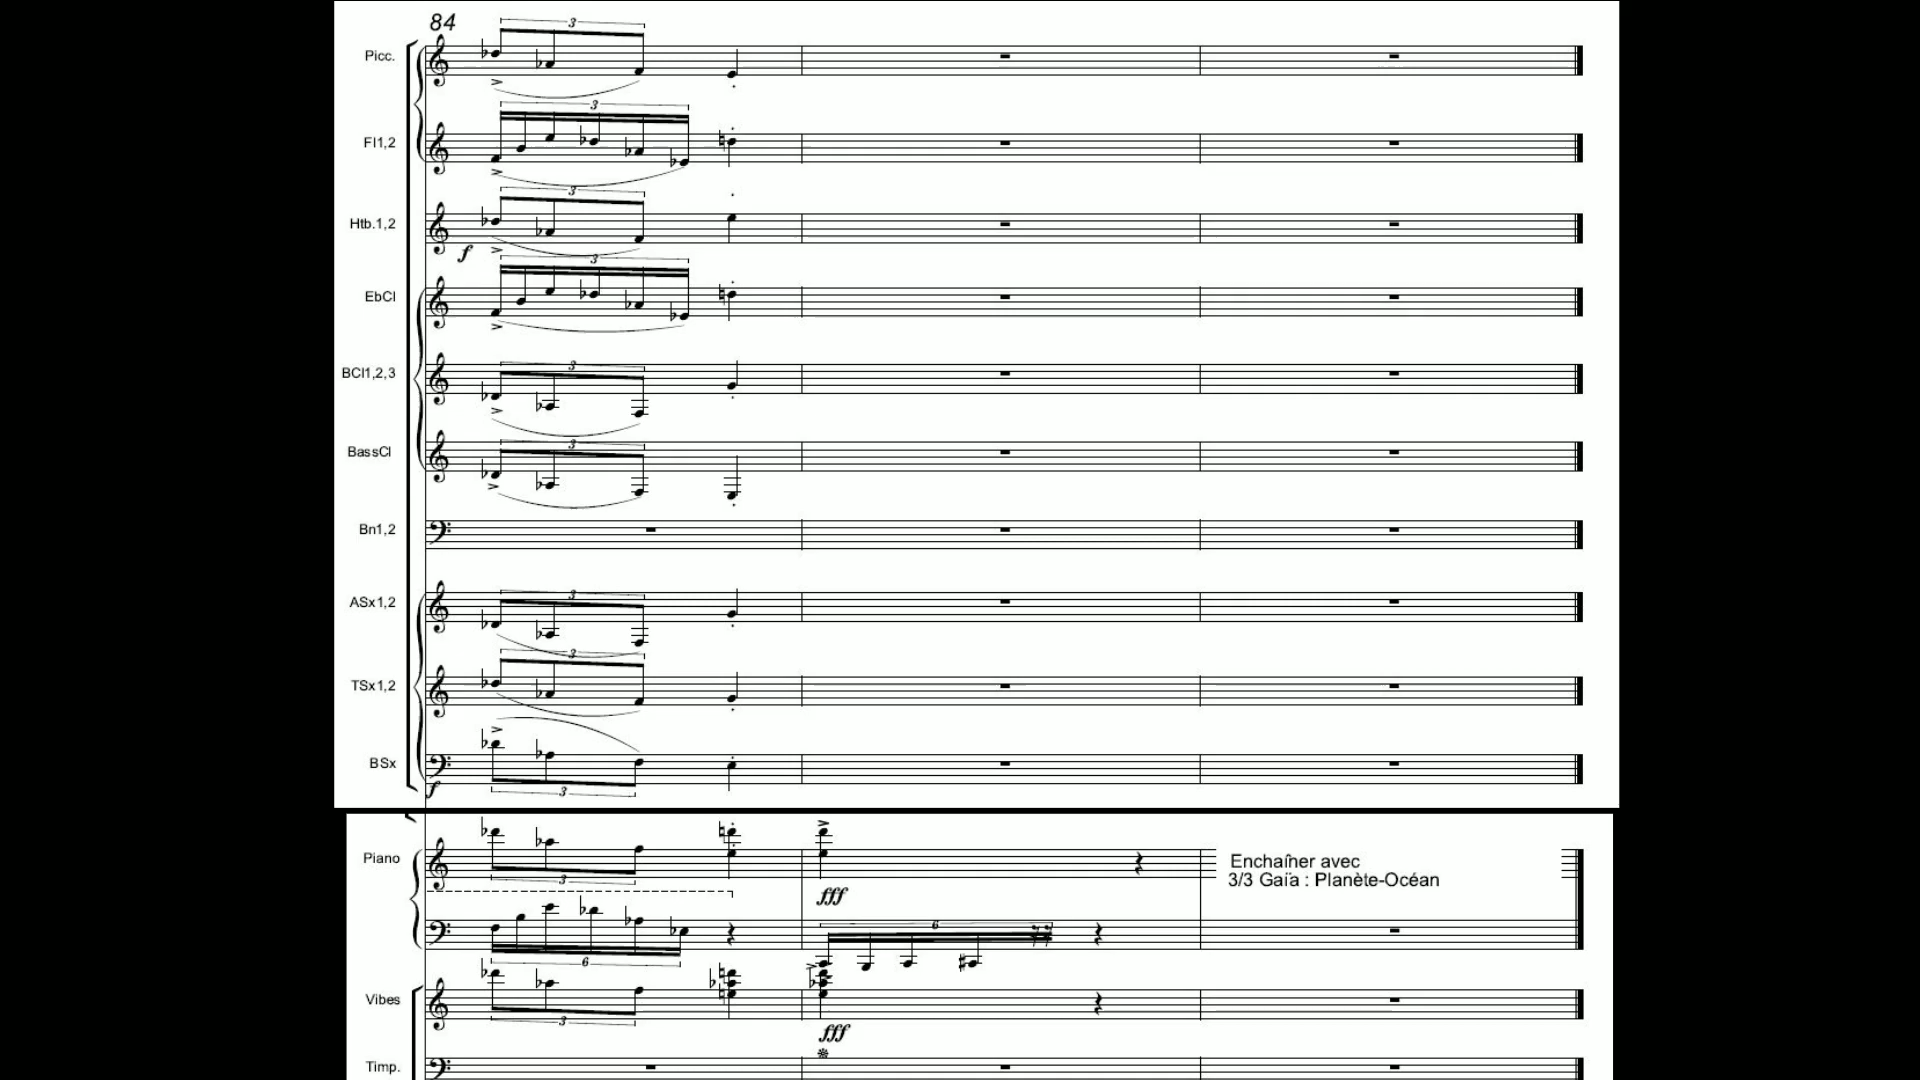 84
3
Picc.
3
Fl1,2
3
Htb.1,2
f
3
EbCl
3
BCl1,2,3
3
BassCl
Bn1,2
3
ASx1,2
3
TSx1,2
BSx
f
3
Piano
3
fff
Enchaîner avec
3/3 Gaïa : Planète-Océan
6
6
Vibes
3
fff
Timp.